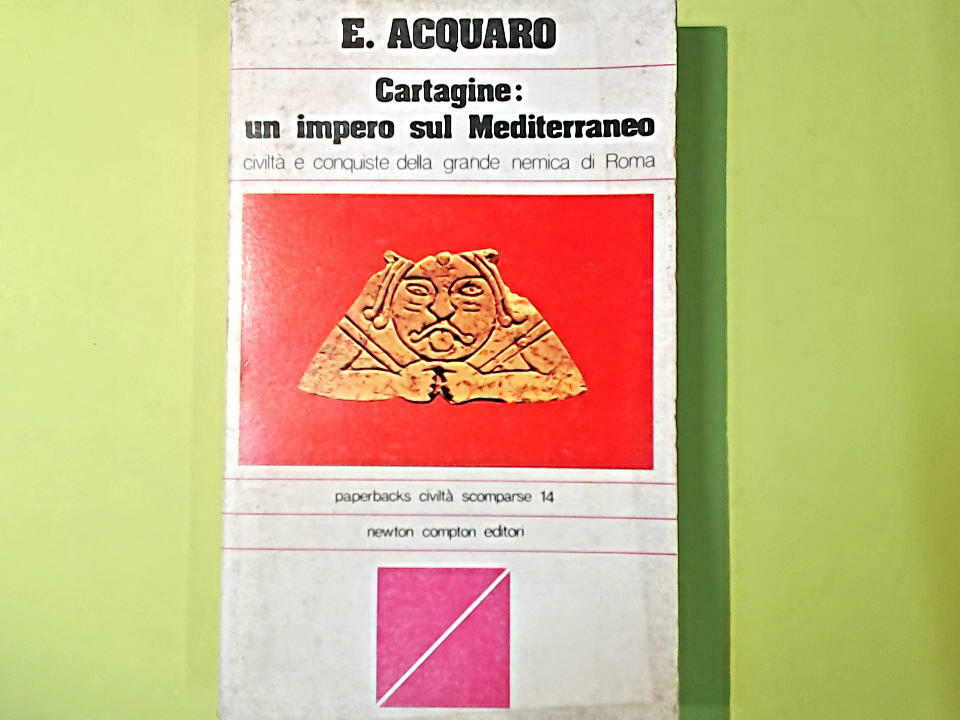 E. ACQUARO
Cartagine:
un impero sul Mediterraneo
civiltà e conquiste della grande nemica di Roma
paperbacks civiltà scomparse 14
newton compton editori